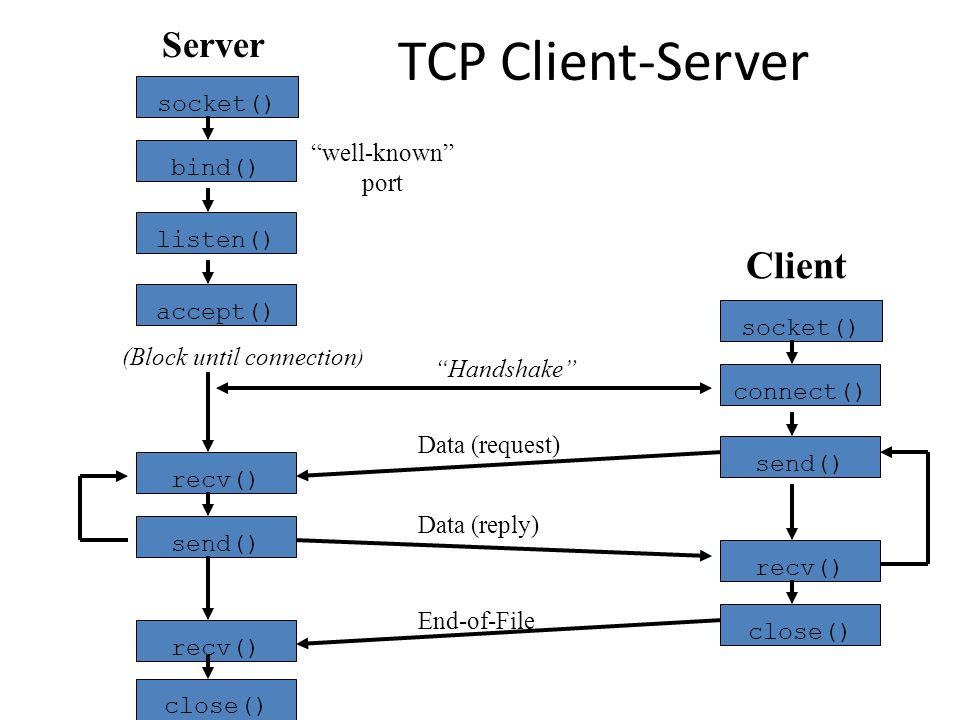 Server
TCP Client-Server
socket()
bind()
“well-known”
port
listen()
accept()
(Block until connection)
Client
socket()
“Handshake”
connect()
Data (request)
send()
recv()
Data (reply)
send()
recv()
End-of-File
close()
recv()
close()